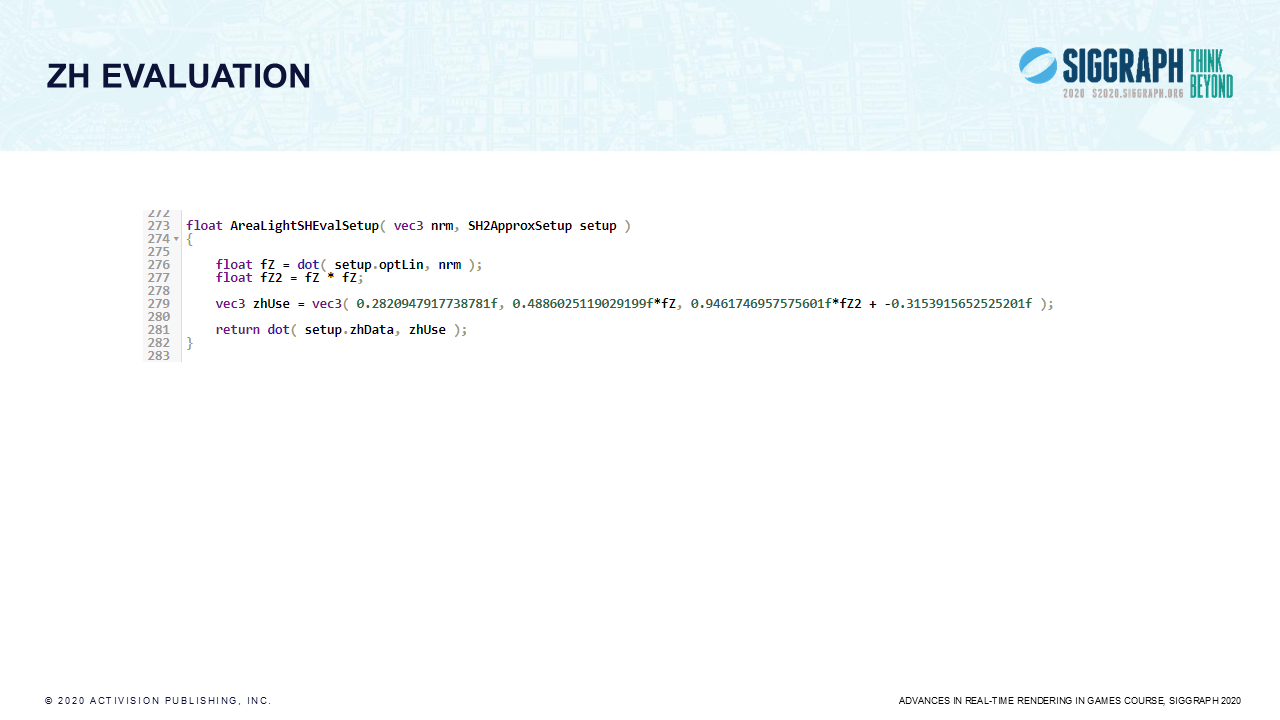 ZH EVALUATION
SIGGRAPH THINK BEYOND
2020 S2020.SIGGRAPH.ORG
272
273 float AreaLightSHEvalSetup( vec3 nrm, SH2ApproxSetup setup )
274 {
275
276 float fZ = dot( setup.optLin, nrm );
277 float fZ2 = fZ * fZ;
278
279 vec3 zhUse = vec3( 0.2820947917738781f, 0.4886025119029199f*fZ, 0.9461746957575601f*fZ2 + -0.3153915652525201f );
280
281 return dot( setup.zhData, zhUse );
282 }
283
© 2020 ACTIVISION PUBLISHING, INC.
ADVANCES IN REAL-TIME RENDERING IN GAMES COURSE, SIGGRAPH 2020